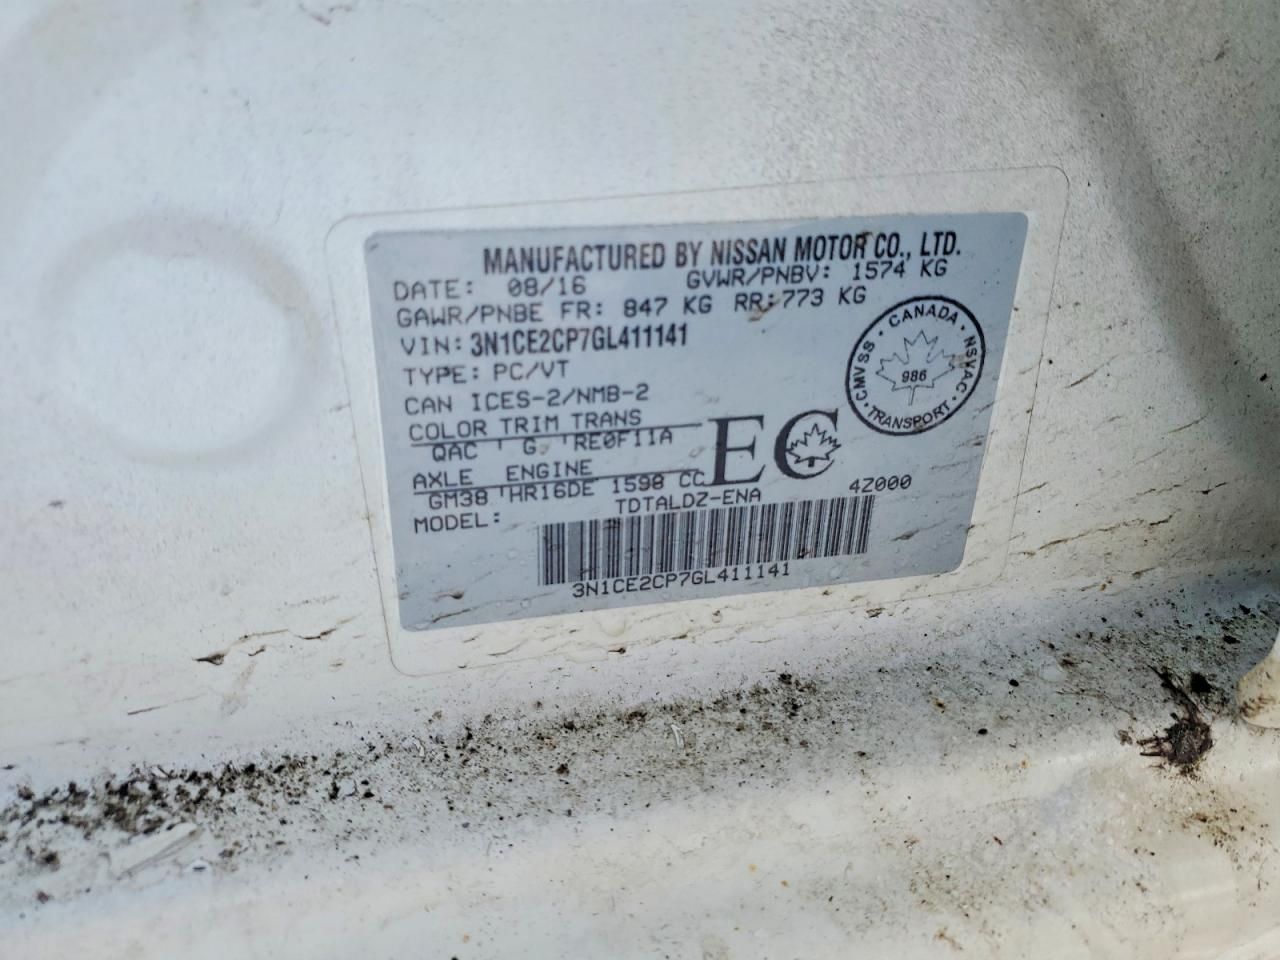 MANUFACTURED BY NISSAN MOTOR CO., LTD.
DATE: 08/16 GVWR/PNBV: 1574 KG
GAWR/PNBE FR: 847 KG RR: 773 KG
VIN: 3N1CE2CP7GL411141
TYPE: PC/VT
CAN ICES-2/NMB-2
COLOR TRIM TRANS
QAC G RE0F11A
AXLE ENGINE
GM38 HR16DE 1598 CC
MODEL: TDTALDZ-ENA 4Z000
3N1CE2CP7GL411141
EC
CANADA
CMVSS · NSVAC
986
TRANSPORT